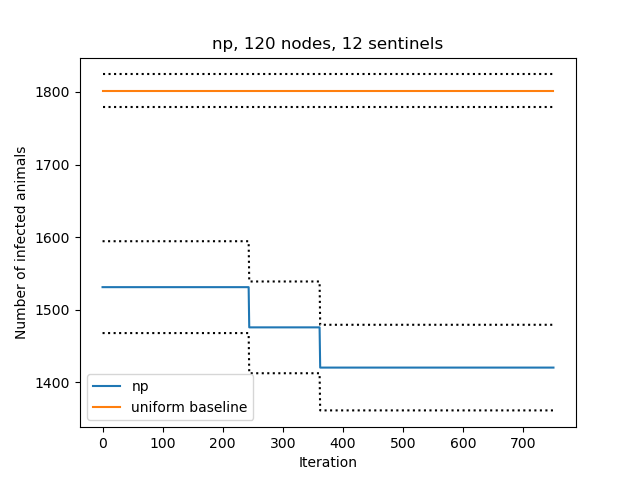 np, 120 nodes, 12 sentinels
Number of infected animals
1800
1700
1600
1500
1400
np
uniform baseline
0 100 200 300 400 500 600 700
Iteration